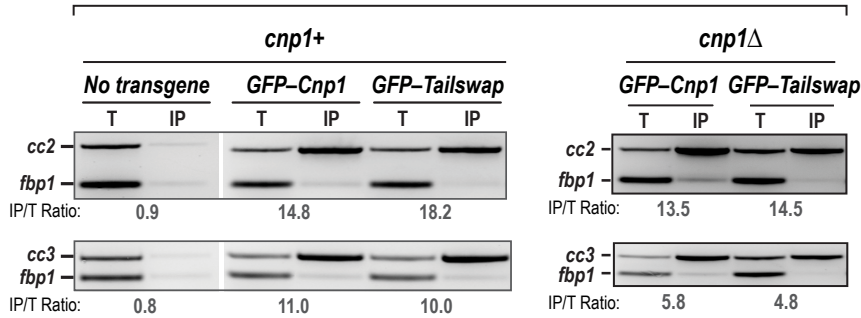 cnp1+ cnp1Δ
No transgene GFP–Cnp1 GFP–Tailswap GFP–Cnp1 GFP–Tailswap
T IP T IP T IP T IP T IP
cc2 cc2
fbp1 fbp1
IP/T Ratio: 0.9 14.8 18.2 IP/T Ratio: 13.5 14.5
cc3 cc3
fbp1 fbp1
IP/T Ratio: 0.8 11.0 10.0 IP/T Ratio: 5.8 4.8